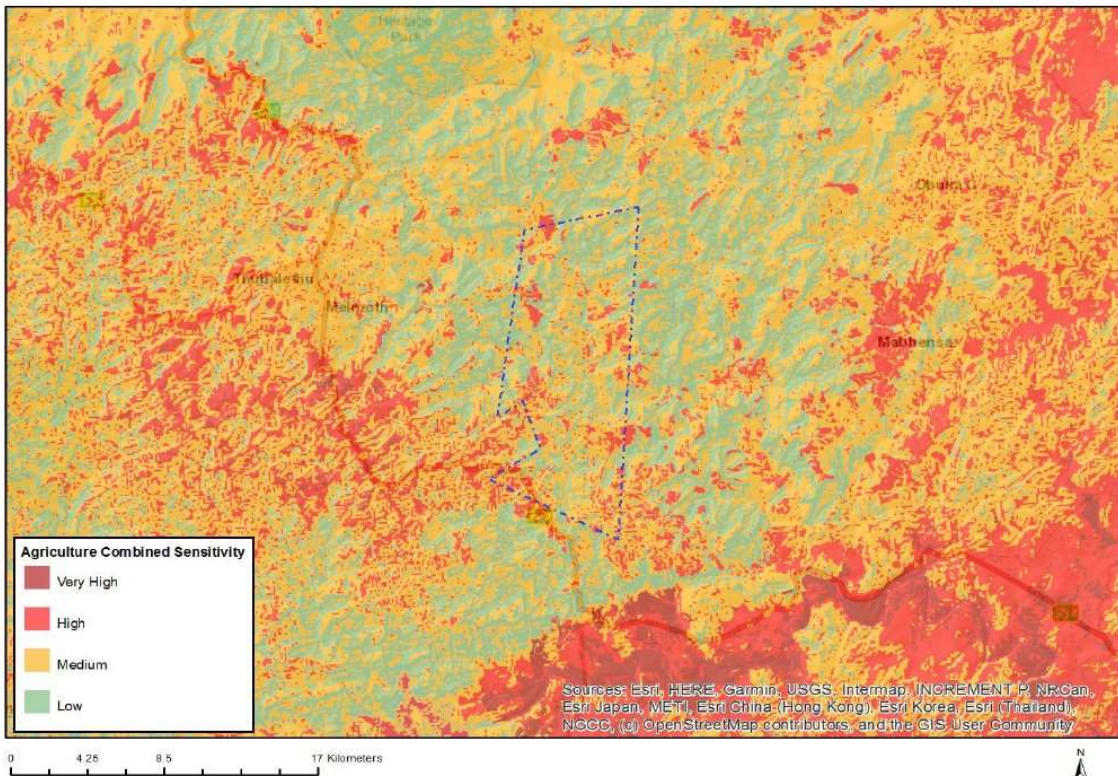 Heritage
Park
Melmoth
Agriculture Combined Sensitivity
Very High
High
Medium
Low
Sources: Esri, HERE, Garmin, USGS, Intermap, INCREMENT P, NRCan,
Esri Japan, METI, Esri China (Hong Kong), Esri Korea, Esri (Thailand),
NGCC, (c) OpenStreetMap contributors, and the GIS User Community
0 4.25 8.5 17 Kilometers
N